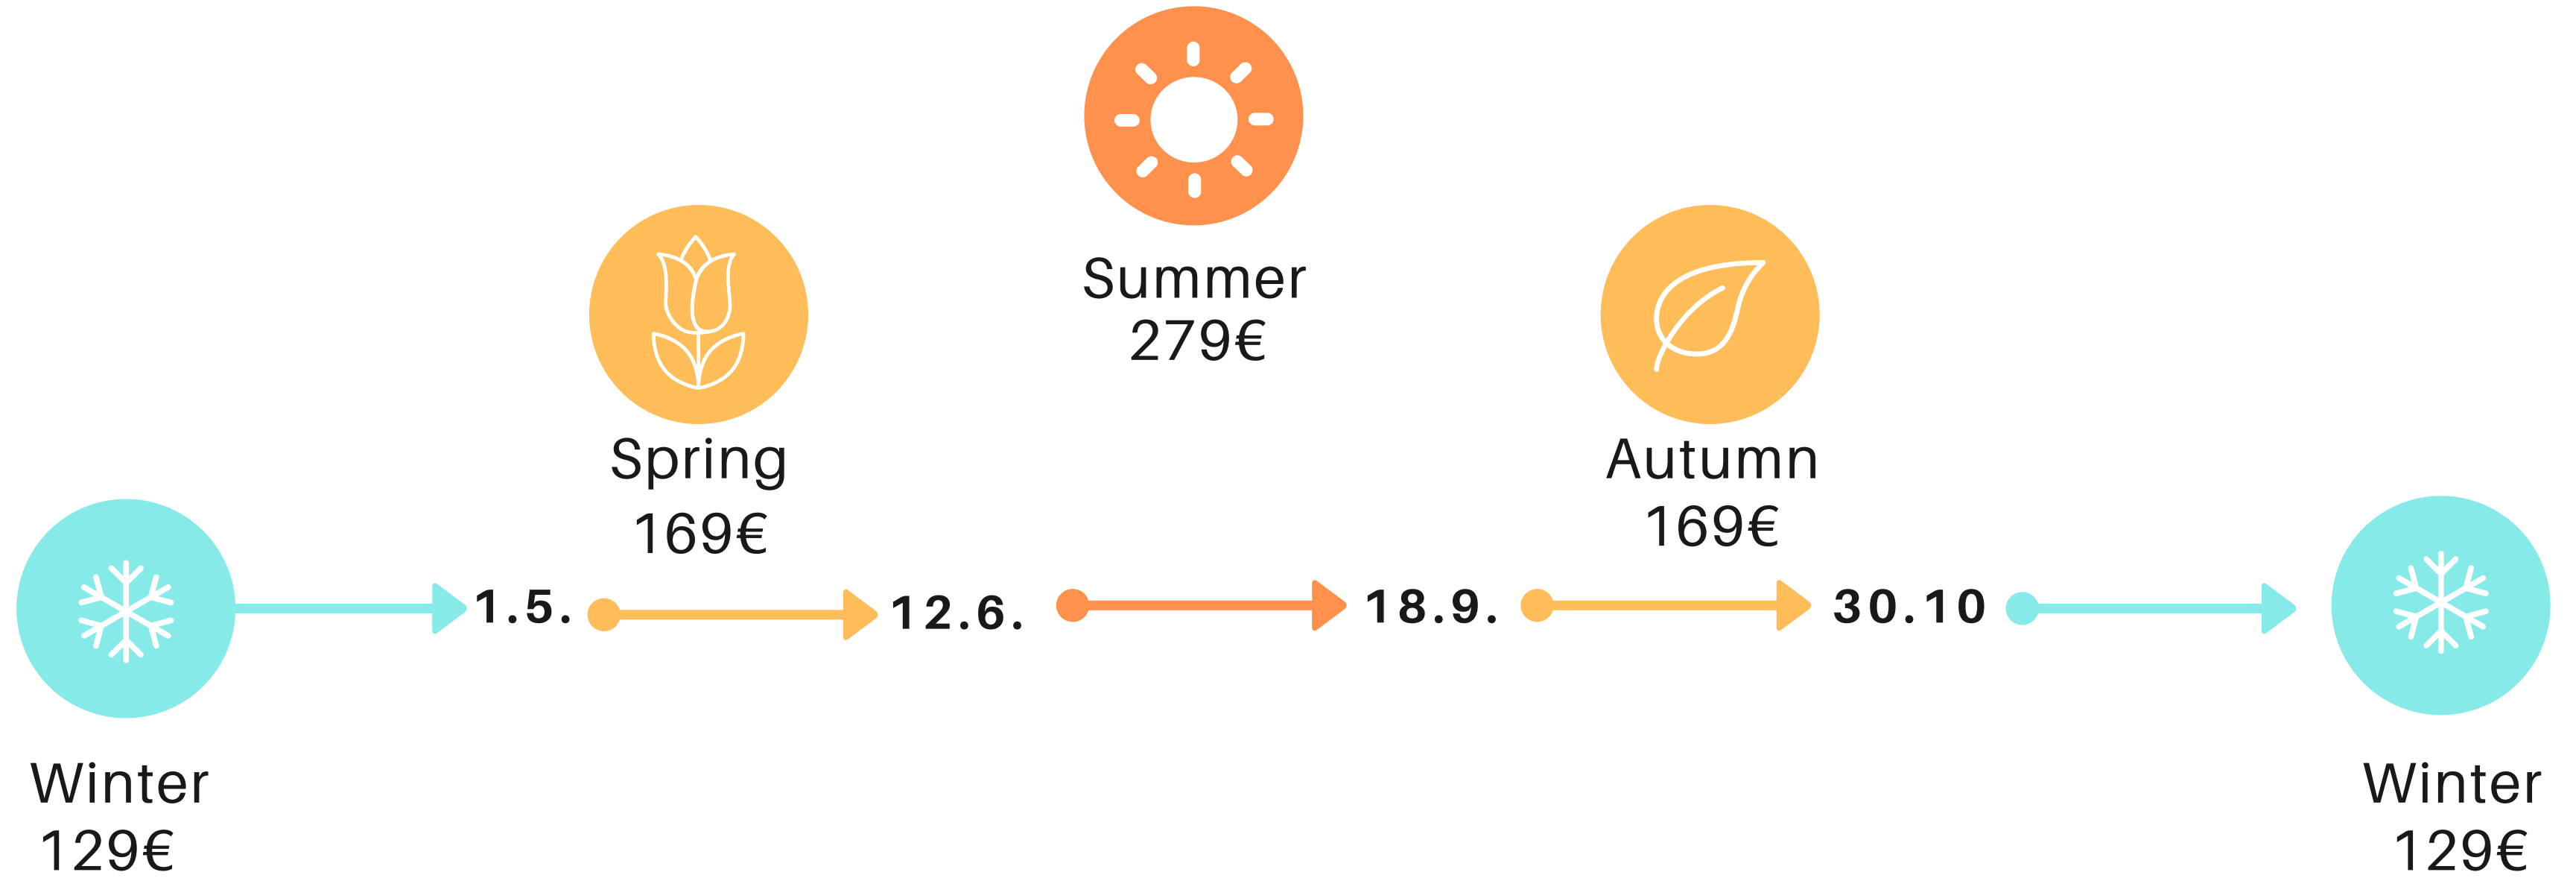 Summer
279€
Spring
169€
Autumn
169€
1.5.
12.6.
18.9.
30.10
Winter
129€
Winter
129€